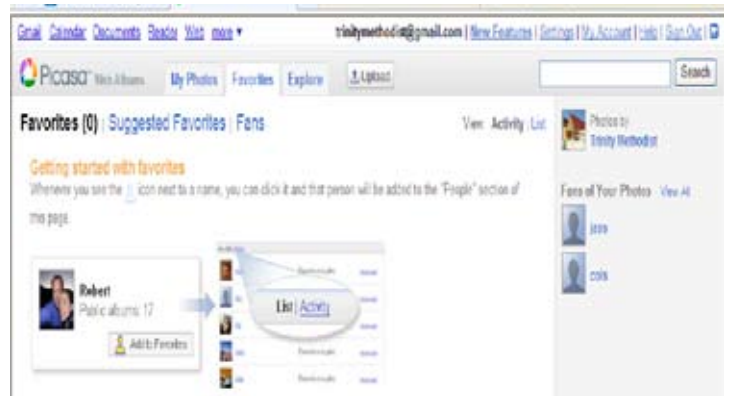 Gmail Calendar Documents Reader Web more ▼
trinitymethodist@gmail.com | New Features | Settings | My Account | Help | Sign Out |
Picasa Web Albums My Photos Favorites Explore Upload Search
Favorites (0) | Suggested Favorites | Fans
View: Activity | List
Getting started with favorites
Whenever you see the icon next to a name, you can click it and that person will be added to the "People" section of
this page.
Robert
Public albums: 17
Add to Favorites
List | Activity
Photos by
Trinity Methodist
Fans of Your Photos View All